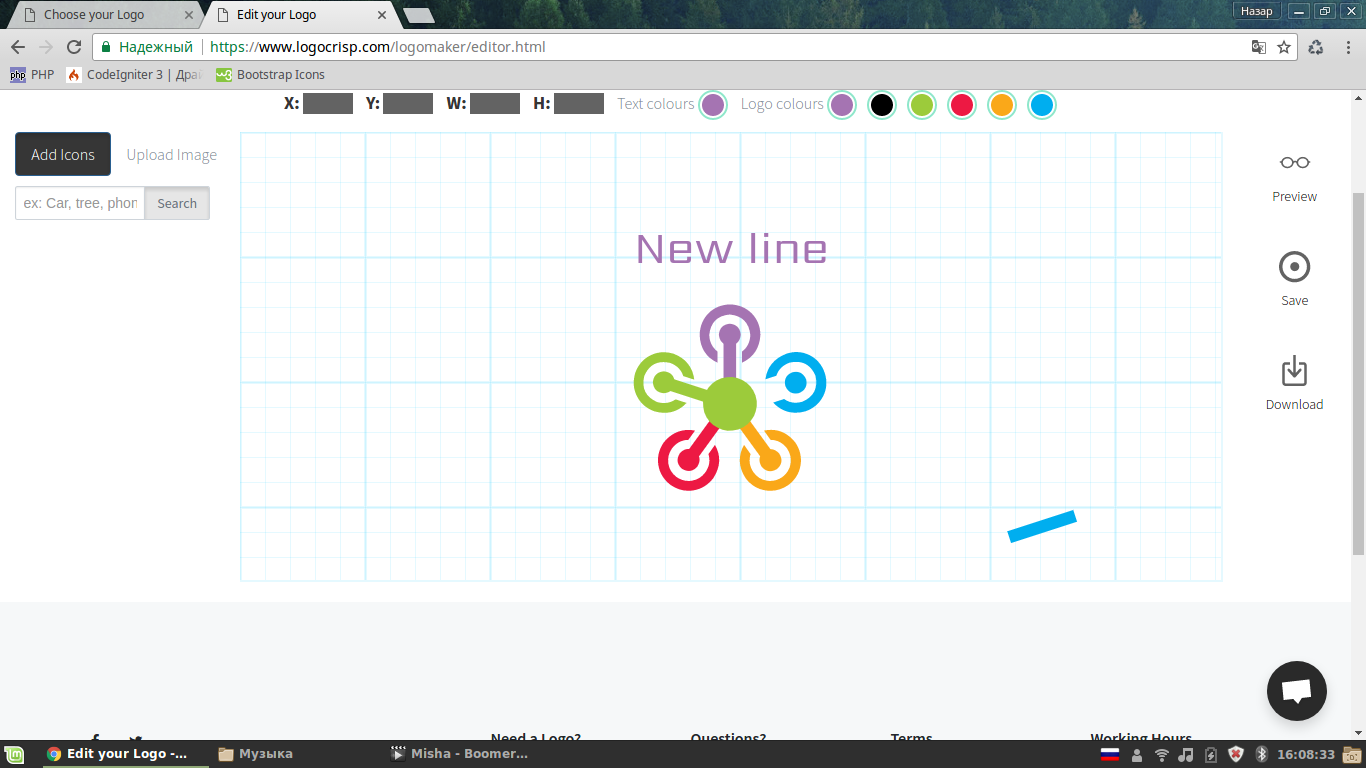 Choose your Logo
Edit your Logo
Назар
Надежный
https://www.logocrisp.com/logomaker/editor.html
php PHP
CodeIgniter 3 | Дра
Bootstrap Icons
X: Y: W: H: Text colours Logo colours
Add Icons
Upload Image
ex: Car, tree, phon
Search
New line
Preview
Save
Download
Need a Logo?
Questions?
Terms
Working Hours
Edit your Logo -...
Музыка
Misha - Boomer...
16:08:33